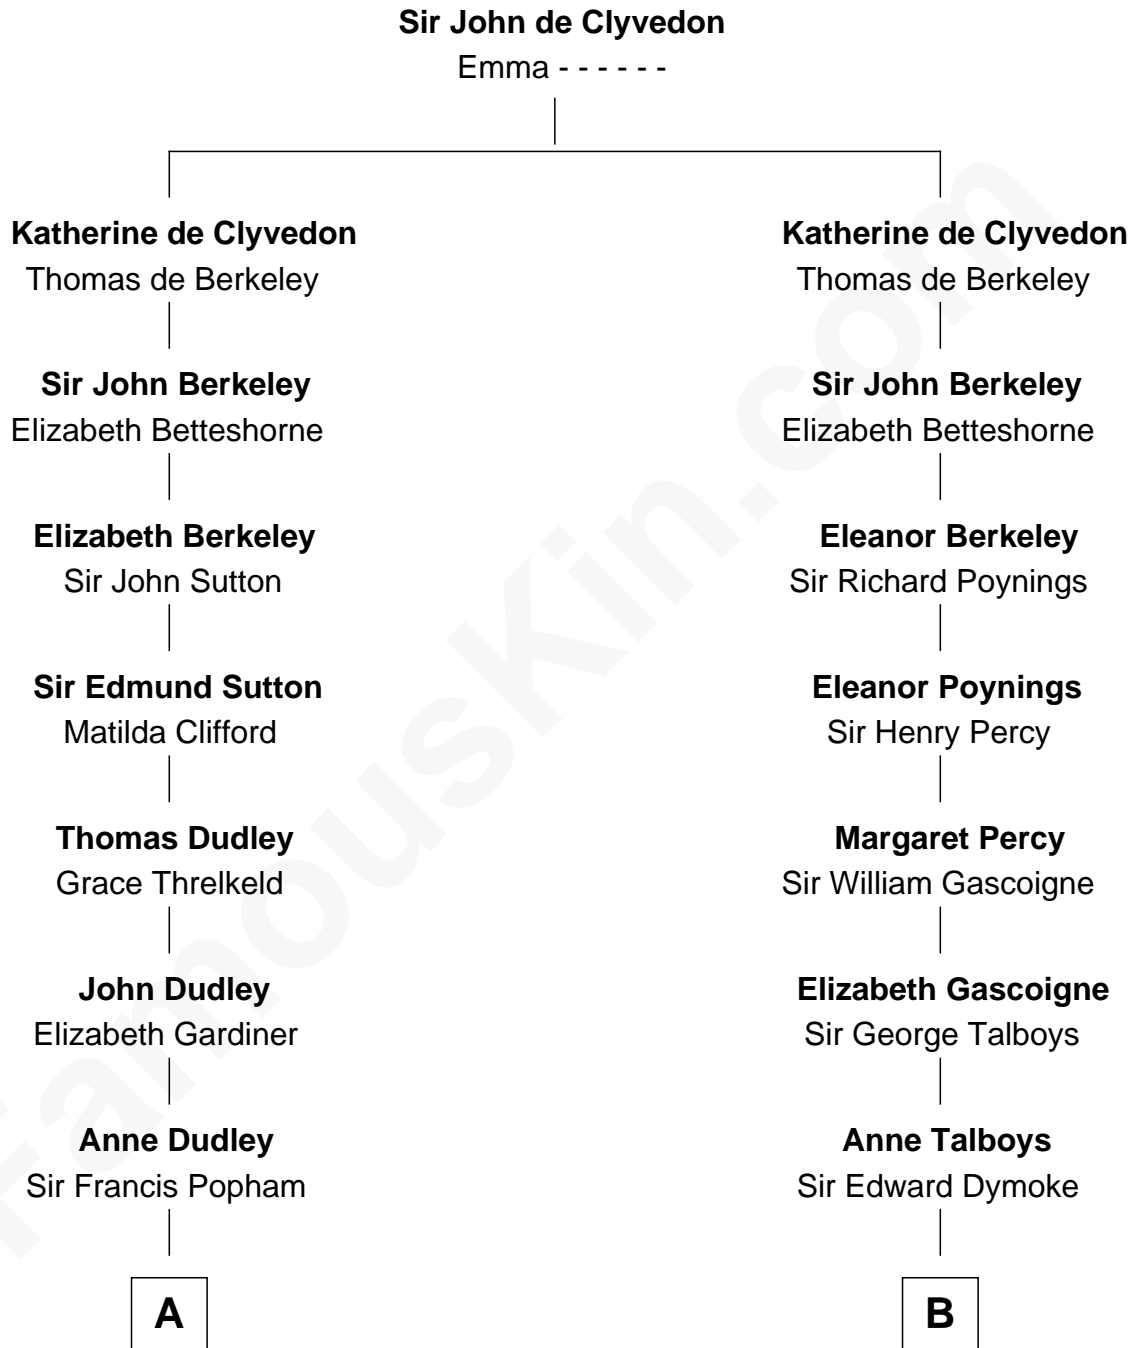 Sir John de Clyvedon
Emma - - - - - -
Katherine de Clyvedon
Thomas de Berkeley
Sir John Berkeley
Elizabeth Betteshorne
Elizabeth Berkeley
Sir John Sutton
Sir Edmund Sutton
Matilda Clifford
Thomas Dudley
Grace Threlkeld
John Dudley
Elizabeth Gardiner
Anne Dudley
Sir Francis Popham
A
Katherine de Clyvedon
Thomas de Berkeley
Sir John Berkeley
Elizabeth Betteshorne
Eleanor Berkeley
Sir Richard Poynings
Eleanor Poynings
Sir Henry Percy
Margaret Percy
Sir William Gascoigne
Elizabeth Gascoigne
Sir George Talboys
Anne Talboys
Sir Edward Dymoke
B
FamousKin.com